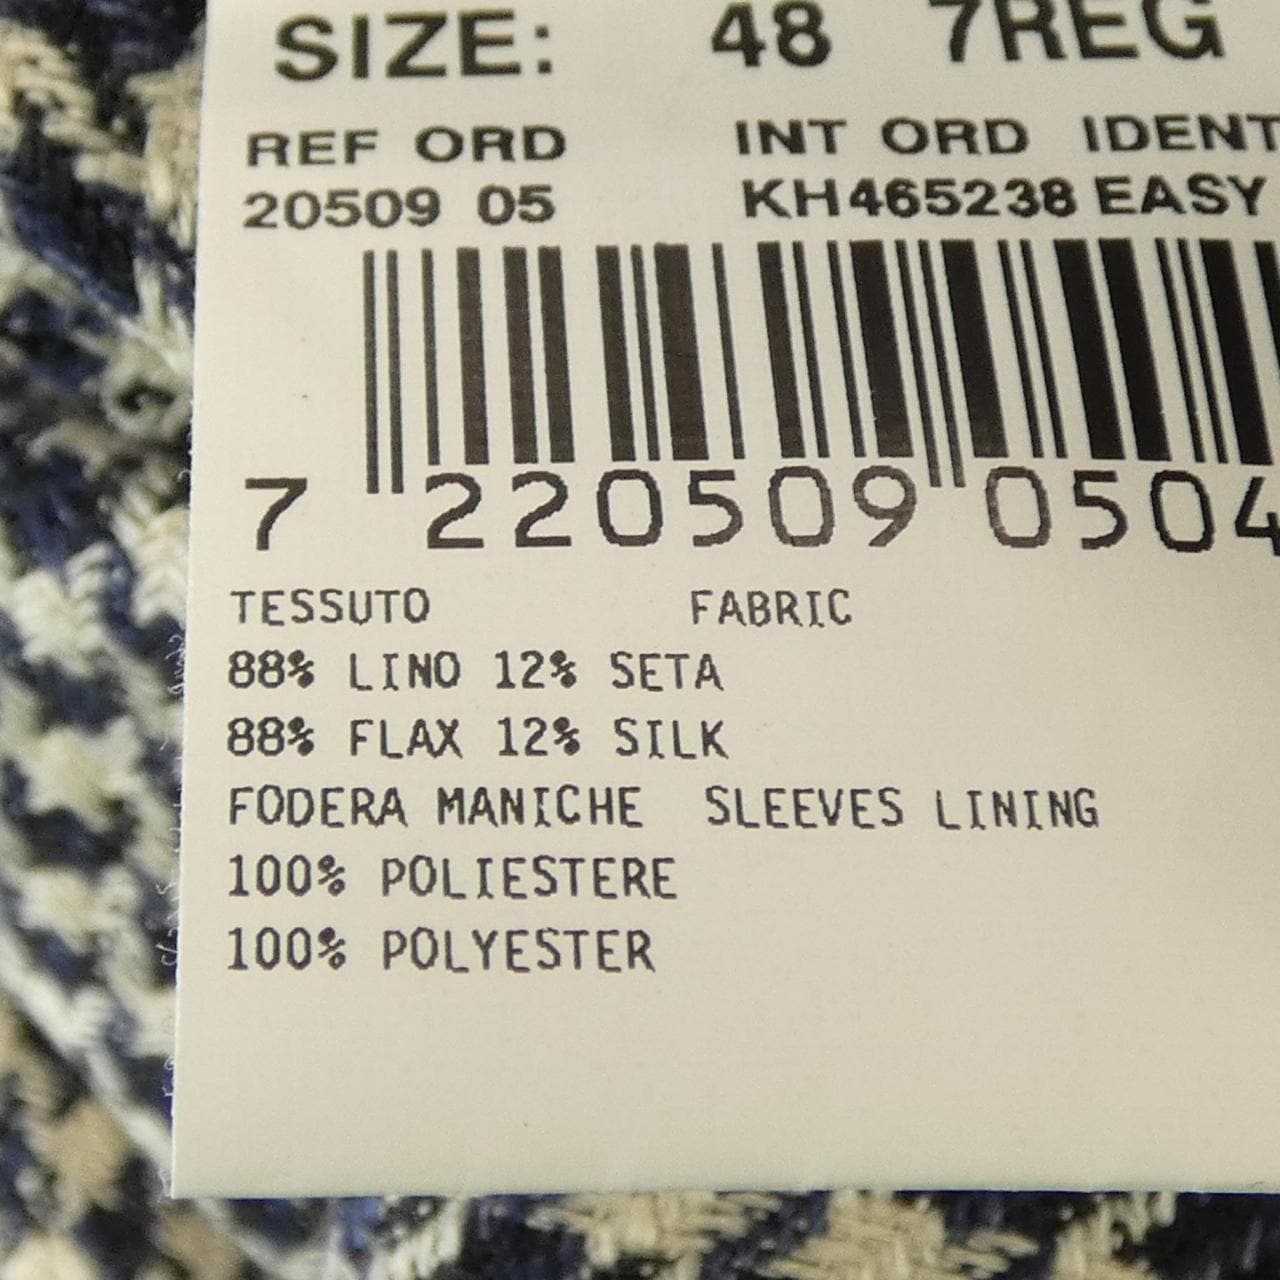 SIZE: 48 7REG
REF ORD INT ORD IDENT
20509 05 KH465238 EASY
7 220509 0504
TESSUTO FABRIC
88% LINO 12% SETA
88% FLAX 12% SILK
FODERA MANICHE SLEEVES LINING
100% POLIESTERE
100% POLYESTER